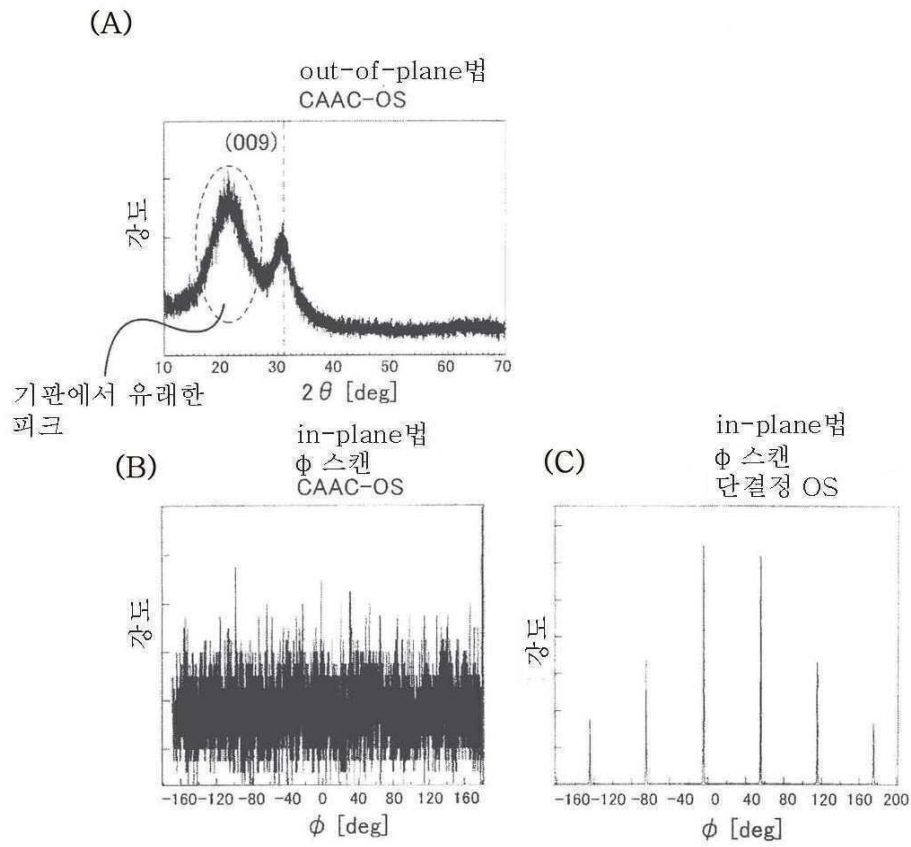 (A)
out-of-plane법
CAAC-OS
(009)
강도
10 20 30 40 50 60 70
2θ [deg]
기판에서 유래한
피크
(B)
in-plane법
ф 스캔
CAAC-OS
강도
-160 -120 -80 -40 0 40 80 120 160
φ [deg]
(C)
in-plane법
ф 스캔
단결정 OS
강도
-160 -120 -80 -40 0 40 80 120 160 200
φ [deg]